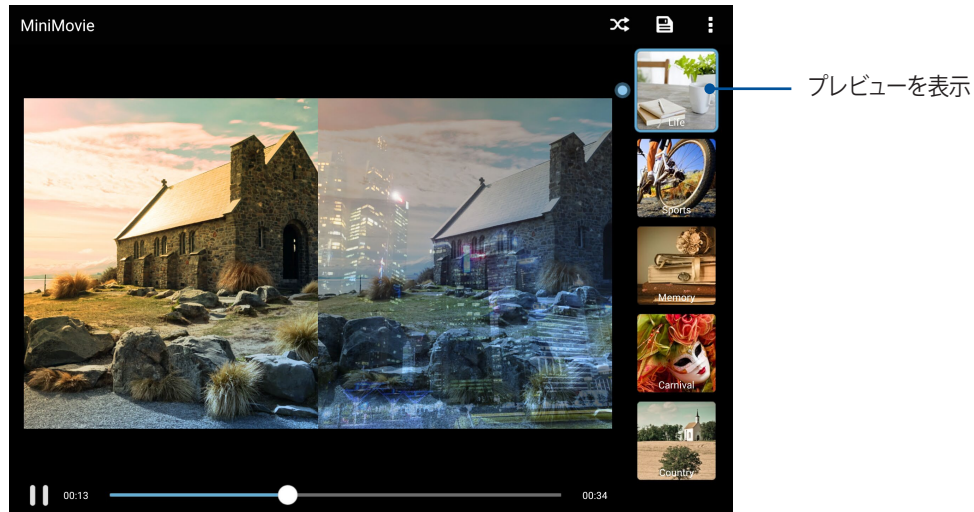 MiniMovie
プレビューを表示
Life
Sports
Memory
Carnival
Country
00:13
00:34